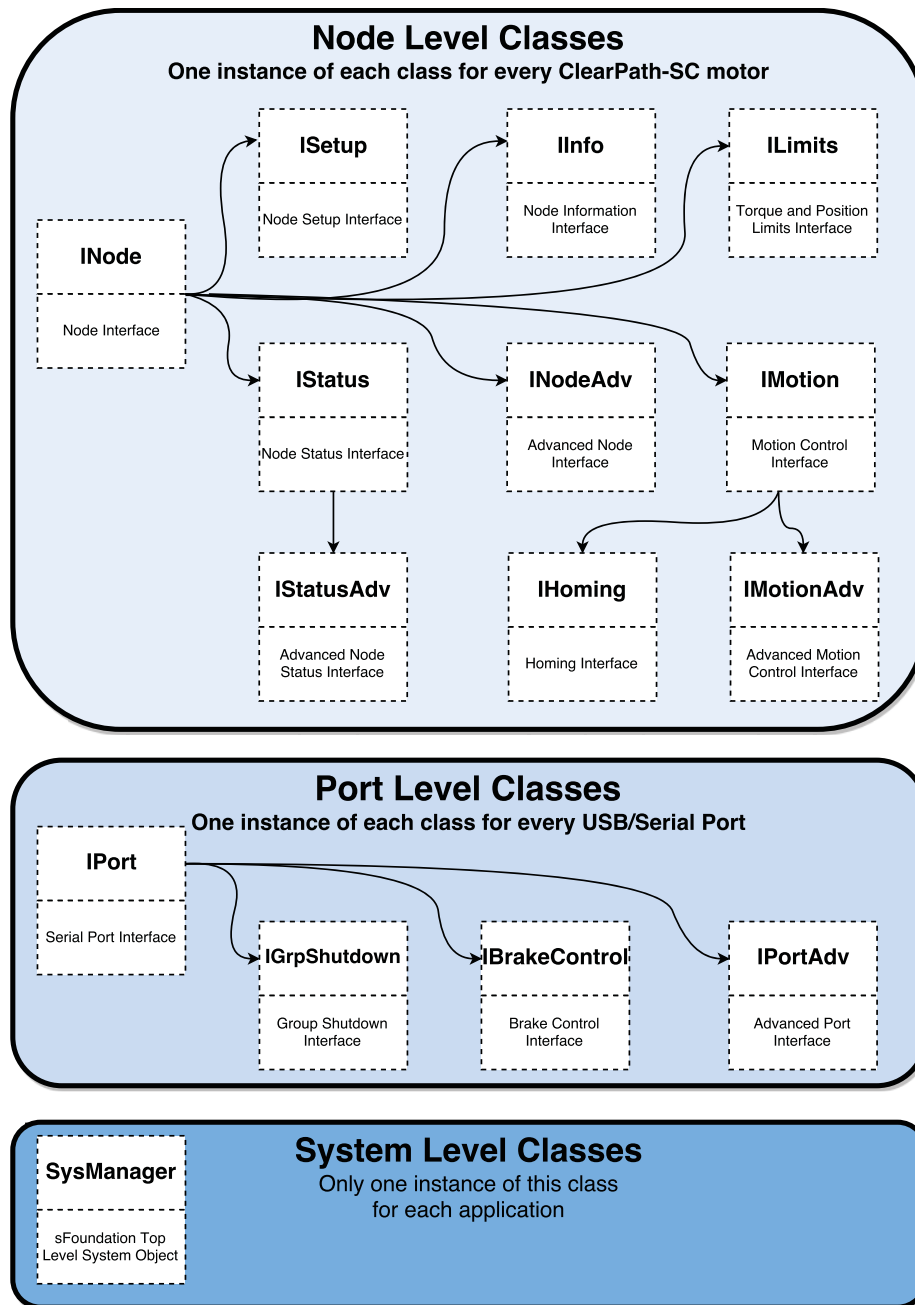 Node Level Classes
One instance of each class for every ClearPath-SC motor
ISetup
Node Setup Interface
IInfo
Node Information
Interface
ILimits
Torque and Position
Limits Interface
INode
Node Interface
IStatus
Node Status Interface
INodeAdv
Advanced Node
Interface
IMotion
Motion Control
Interface
IStatusAdv
Advanced Node
Status Interface
IHoming
Homing Interface
IMotionAdv
Advanced Motion
Control Interface
Port Level Classes
One instance of each class for every USB/Serial Port
IPort
Serial Port Interface
IGrpShutdown
Group Shutdown
Interface
IBrakeControl
Brake Control
Interface
IPortAdv
Advanced Port
Interface
System Level Classes
Only one instance of this class
for each application
SysManager
sFoundation Top
Level System Object